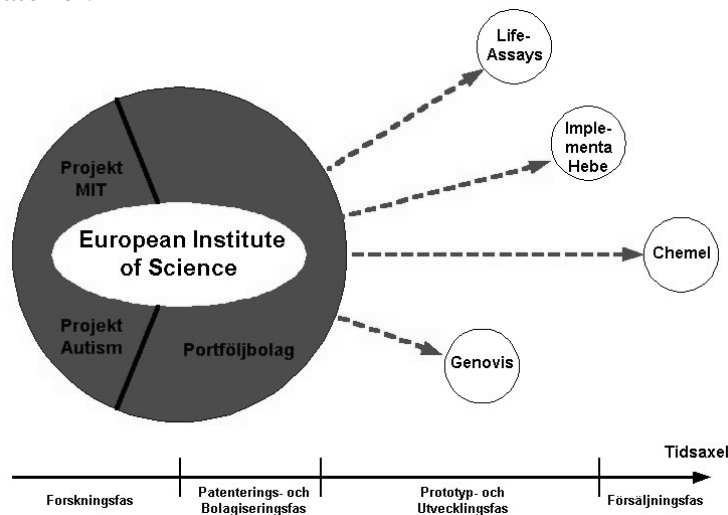 Life-
Assays
Imple-
menta
Hebe
Projekt
MIT
European Institute
of Science
Chemel
Projekt
Autism
Portföljbolag
Genovis
Tidsaxel
Forskningsfas
Patenterings- och
Bolagiseringsfas
Prototyp- och
Utvecklingsfas
Försäljningsfas